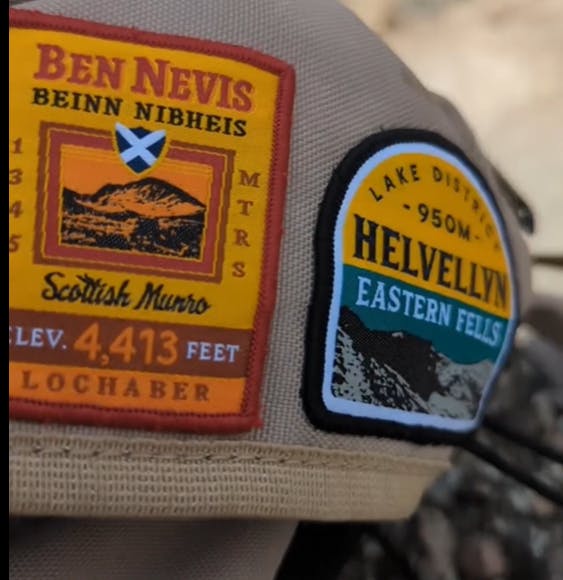 BEN NEVIS
BEINN NIBHEIS
1
3
4
5
MTRS
Scottish Munro
ELEV. 4,413 FEET
LOCHABER
LAKE DISTRICT
-950M-
HELVELLYN
EASTERN FELLS